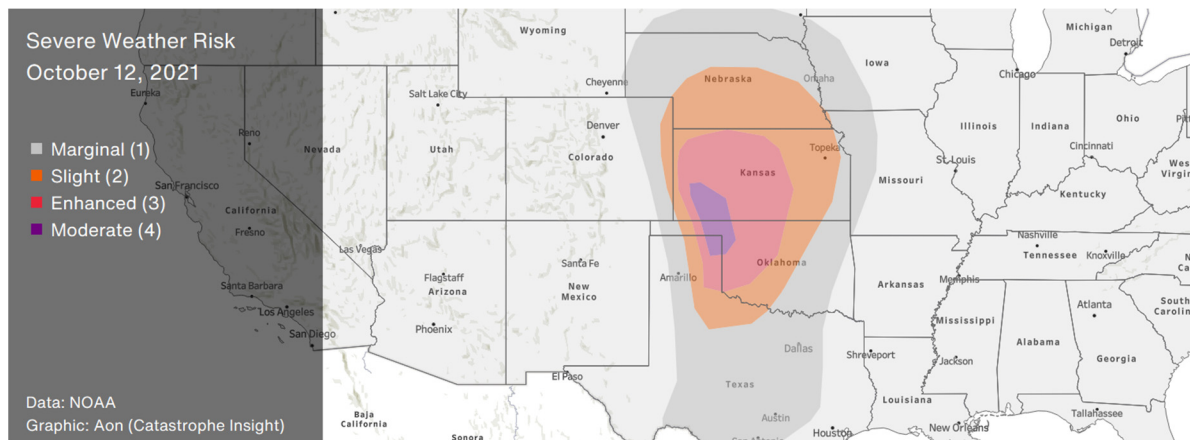 Severe Weather Risk
October 12, 2021
Marginal (1)
Slight (2)
Enhanced (3)
Moderate (4)
Data: NOAA
Graphic: Aon (Catastrophe Insight)
Eureka
Reno
Nevada
San Francisco
California
Fresno
Las Vegas
Santa Barbara
Los Angeles
San Diego
Baja
California
Sonora
Salt Lake City
Utah
Flagstaff
Arizona
Phoenix
Wyoming
Cheyenne
Denver
Colorado
Santa Fe
New
Mexico
El Paso
Nebraska
Omaha
Topeka
Kansas
Amarillo
Oklahoma
Dallas
Texas
Austin
Houston
Iowa
Missouri
St. Louis
Arkansas
Shreveport
Louisiana
New Orleans
Michigan
Detroit
Chicago
Illinois
Indiana
Ohio
Cincinnati
Kentucky
West
Virginia
Nashville
Tennessee
Knoxville
Memphis
Mississippi
Jackson
Alabama
Atlanta
Georgia
South
Tallahassee